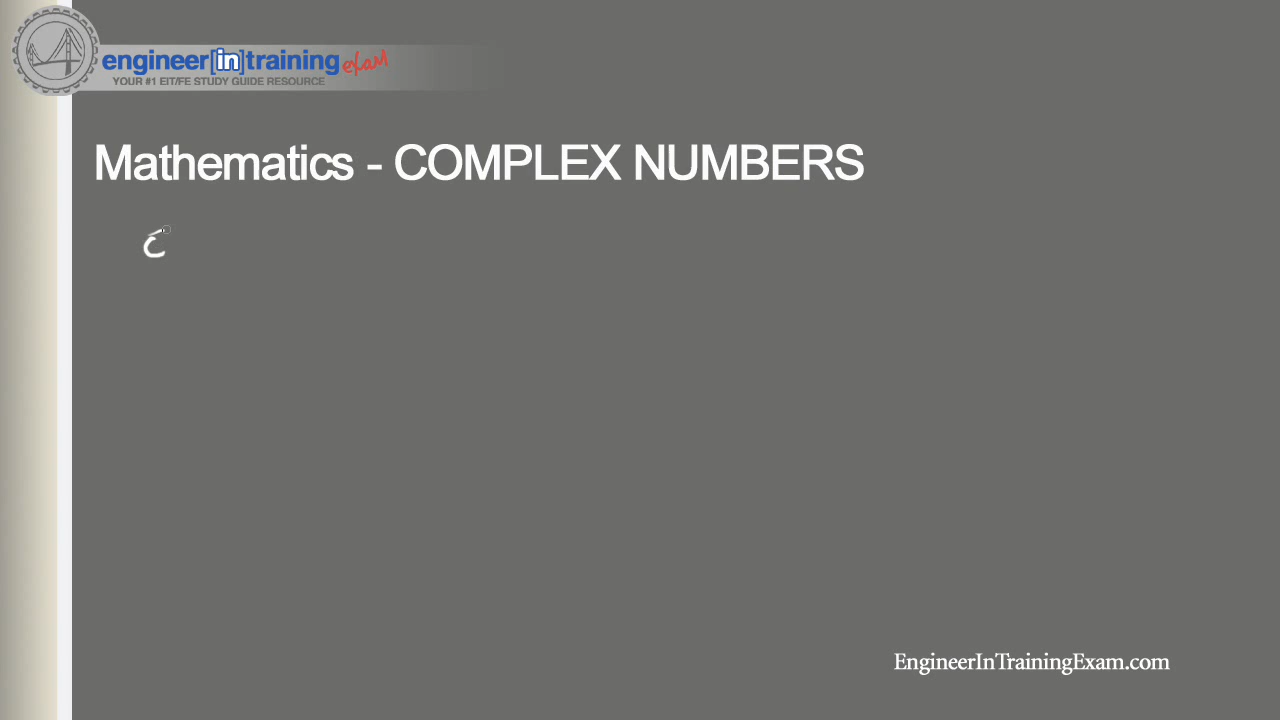 engineer[in]training exam
YOUR #1 EIT/FE STUDY GUIDE RESOURCE
Mathematics - COMPLEX NUMBERS
EngineerInTrainingExam.com